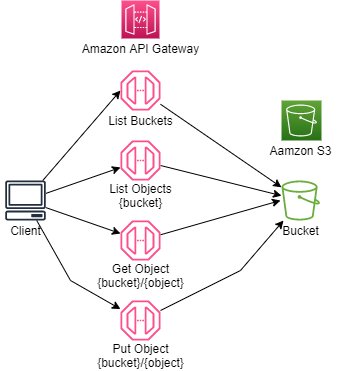 Amazon API Gateway
List Buckets
Aamzon S3
List Objects
{bucket}
Client
Bucket
Get Object
{bucket}/{object}
Put Object
{bucket}/{object}